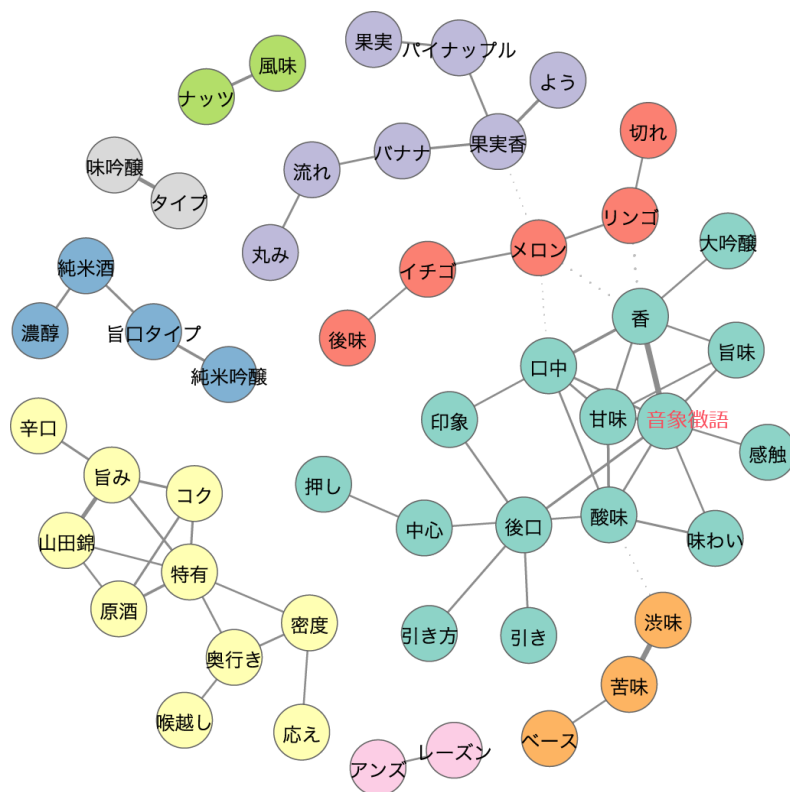 果実
パイナップル
風味
ナッツ
よう
果実香
切れ
バナナ
味吟醸
流れ
タイプ
リンゴ
大吟醸
メロン
丸み
純米酒
イチゴ
香
濃醇
旨口タイプ
後味
旨味
口中
純米吟醸
甘味
印象
音象徴語
辛口
感触
旨み
押し
コク
中心
後口
酸味
山田錦
味わい
特有
原酒
密度
渋味
引き方
引き
奥行き
苦味
喉越し
応え
ベース
レーズン
アンズ